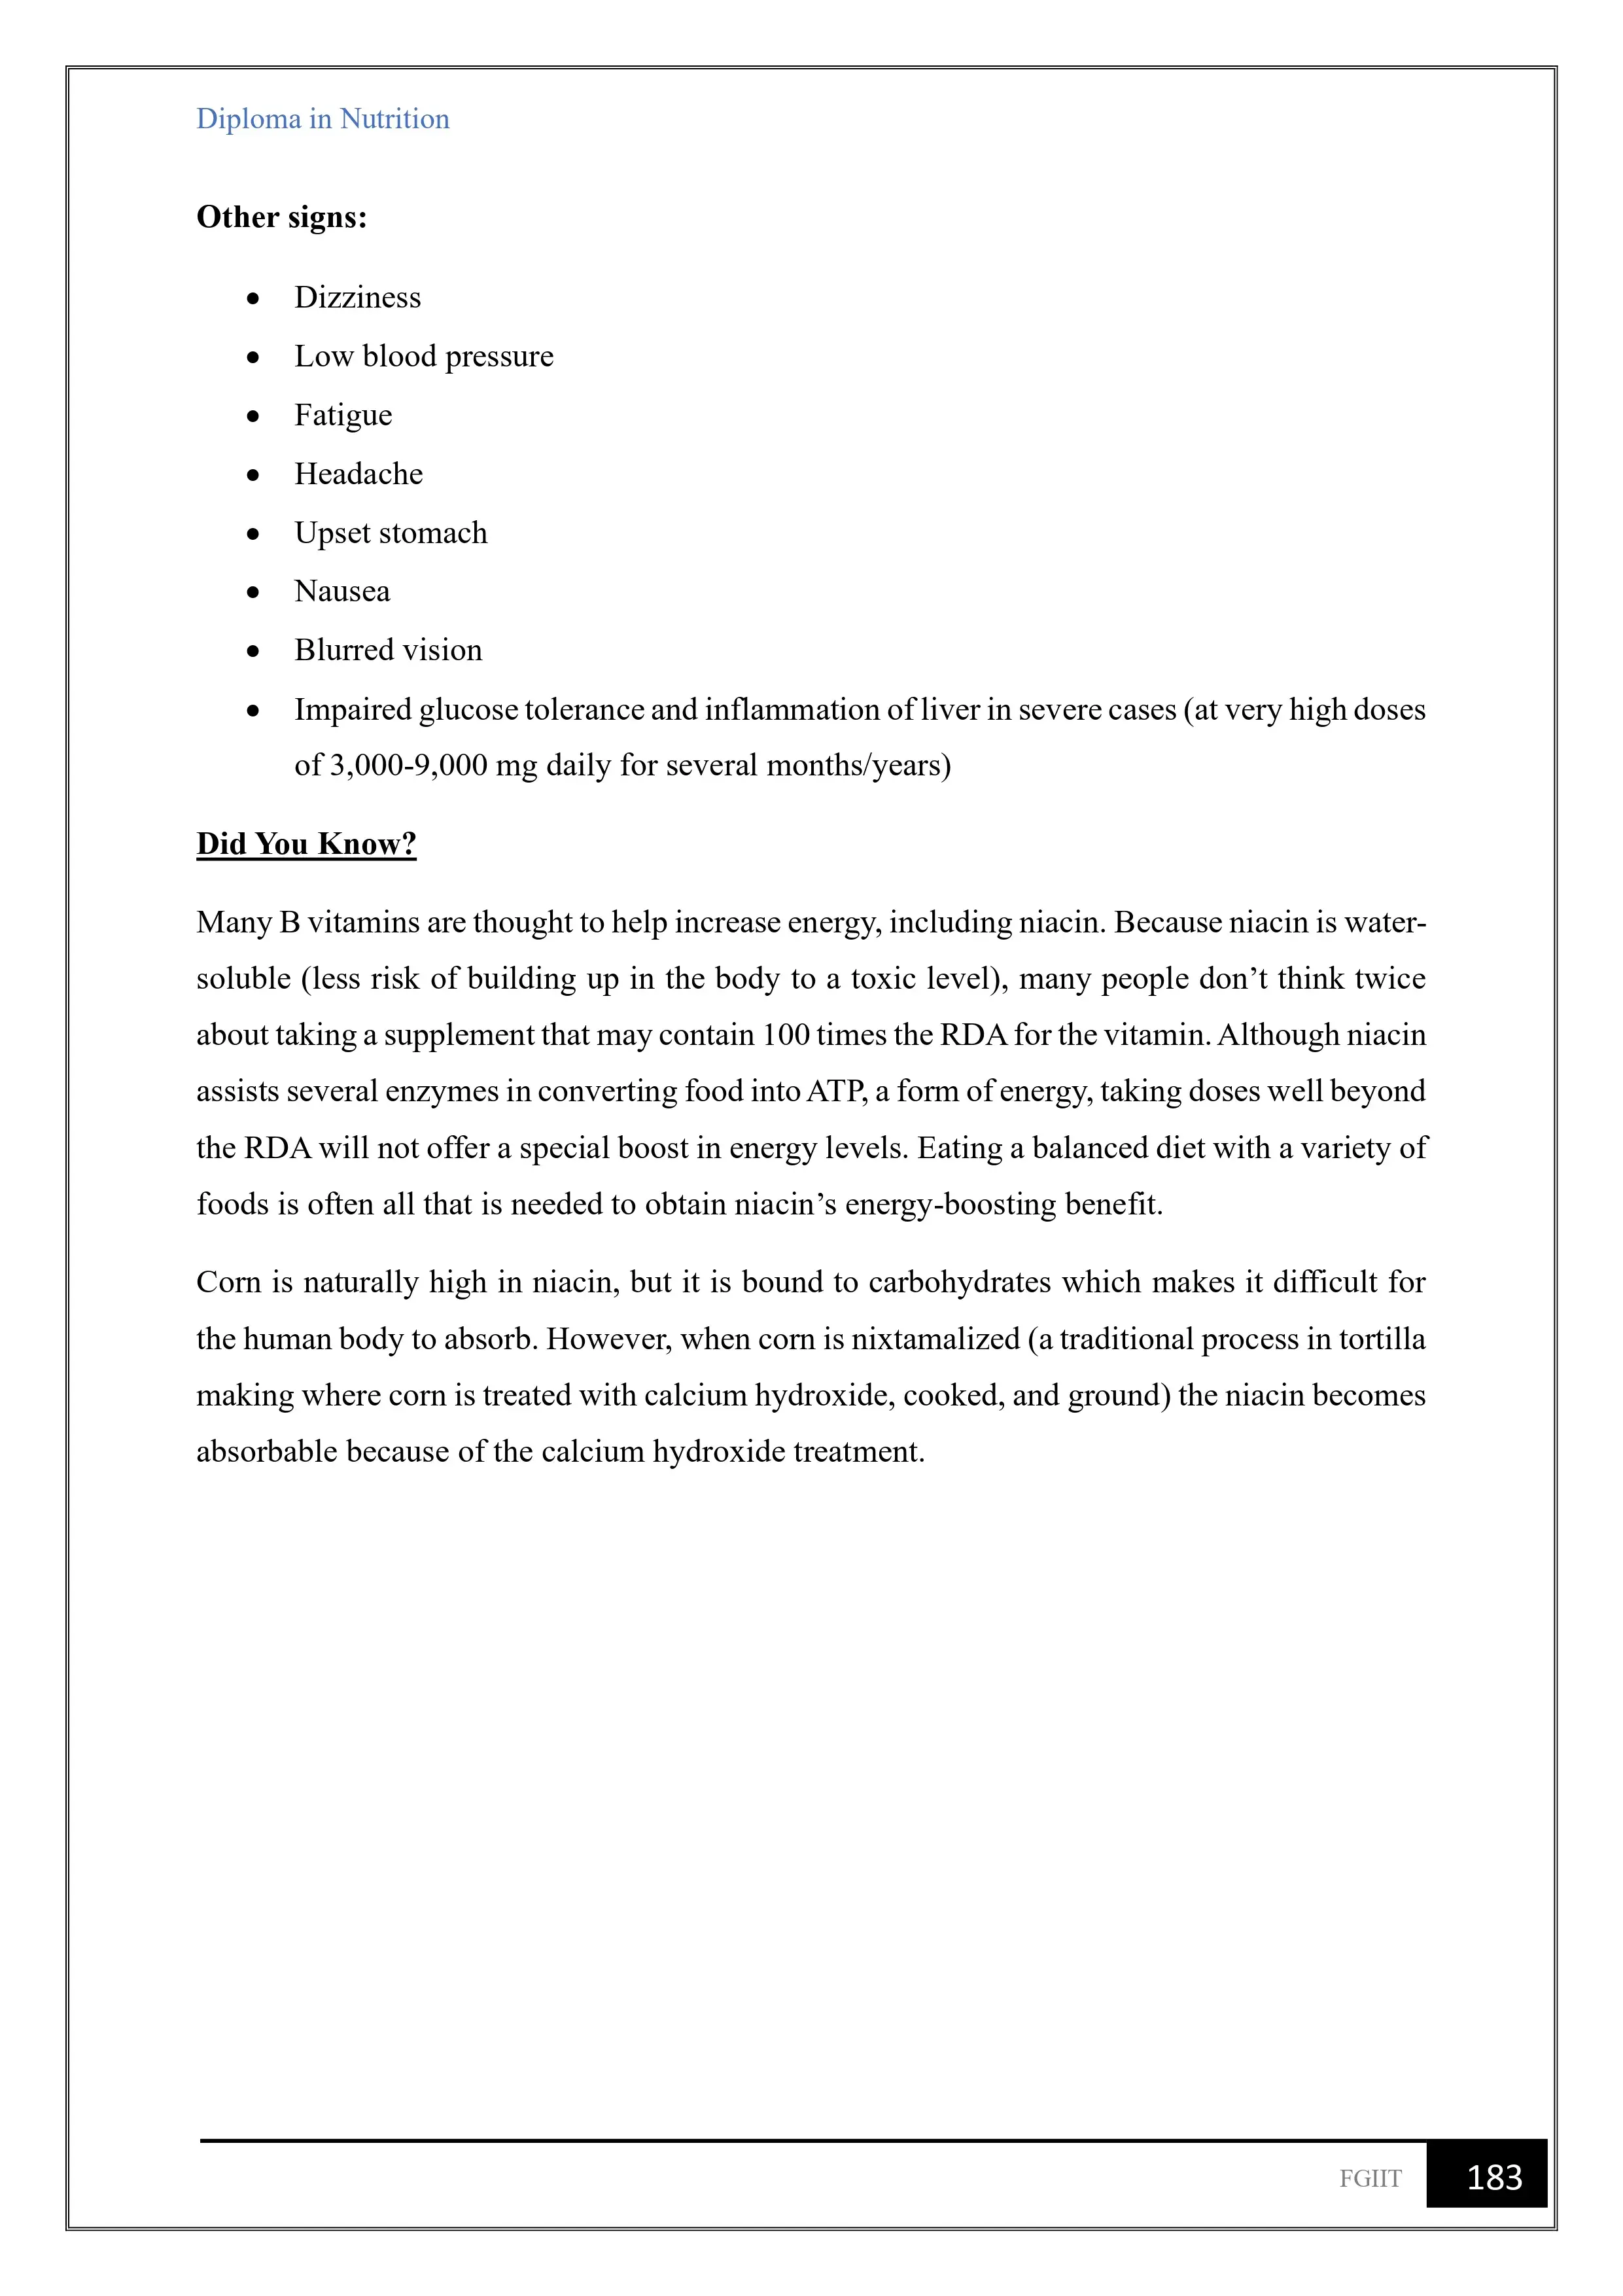 Diploma in Nutrition
Other signs:
• Dizziness
• Low blood pressure
• Fatigue
• Headache
• Upset stomach
• Nausea
• Blurred vision
• Impaired glucose tolerance and inflammation of liver in severe cases (at very high doses
of 3,000-9,000 mg daily for several months/years)
Did You Know?
Many B vitamins are thought to help increase energy, including niacin. Because niacin is water-
soluble (less risk of building up in the body to a toxic level), many people don’t think twice
about taking a supplement that may contain 100 times the RDA for the vitamin. Although niacin
assists several enzymes in converting food into ATP, a form of energy, taking doses well beyond
the RDA will not offer a special boost in energy levels. Eating a balanced diet with a variety of
foods is often all that is needed to obtain niacin’s energy-boosting benefit.
Corn is naturally high in niacin, but it is bound to carbohydrates which makes it difficult for
the human body to absorb. However, when corn is nixtamalized (a traditional process in tortilla
making where corn is treated with calcium hydroxide, cooked, and ground) the niacin becomes
absorbable because of the calcium hydroxide treatment.
FGIIT 183